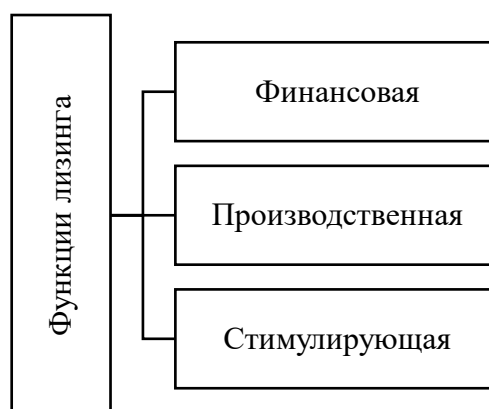 Функции лизинга
Финансовая
Производственная
Стимулирующая